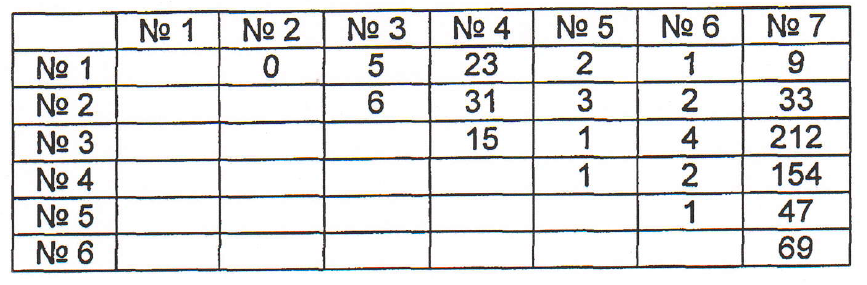 № 1 № 2 № 3 № 4 № 5 № 6 № 7
№ 1 0 5 23 2 1 9
№ 2 6 31 3 2 33
№ 3 15 1 4 212
№ 4 1 2 154
№ 5 1 47
№ 6 69